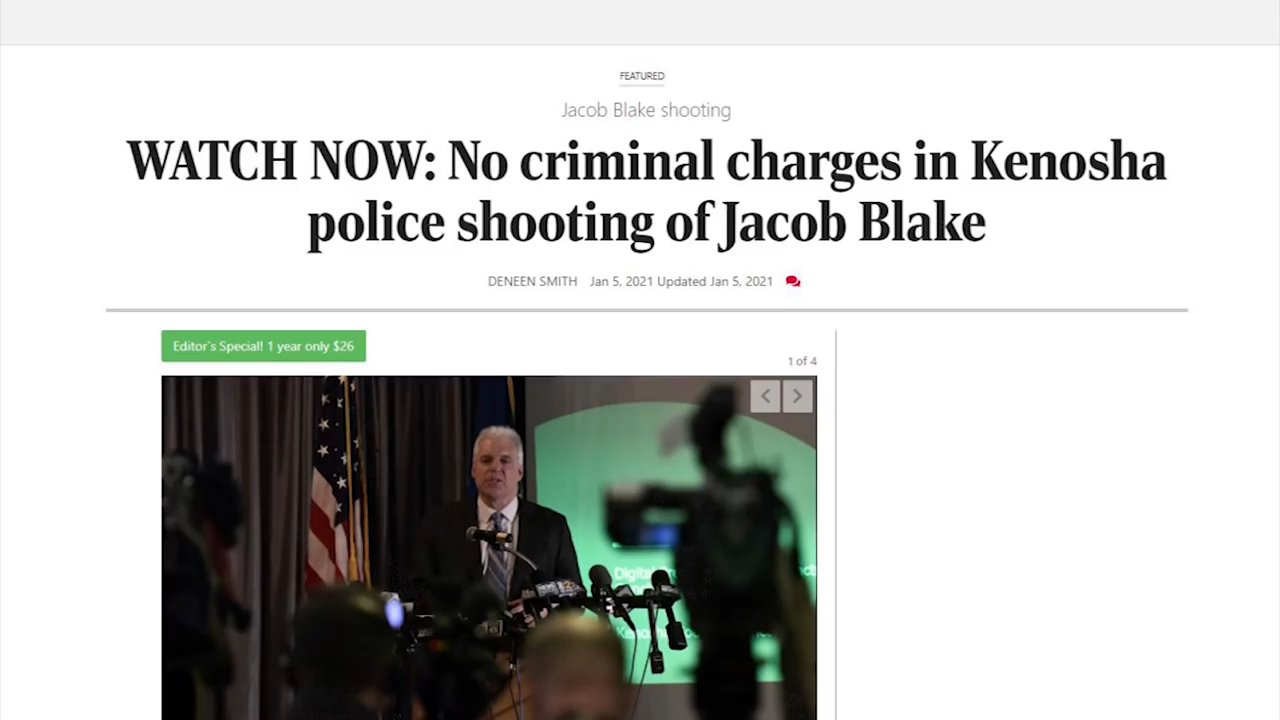 FEATURED
Jacob Blake shooting
WATCH NOW: No criminal charges in Kenosha
police shooting of Jacob Blake
DENEEN SMITH Jan 5, 2021 Updated Jan 5, 2021
Editor's Special! 1 year only $26
1 of 4
Digital